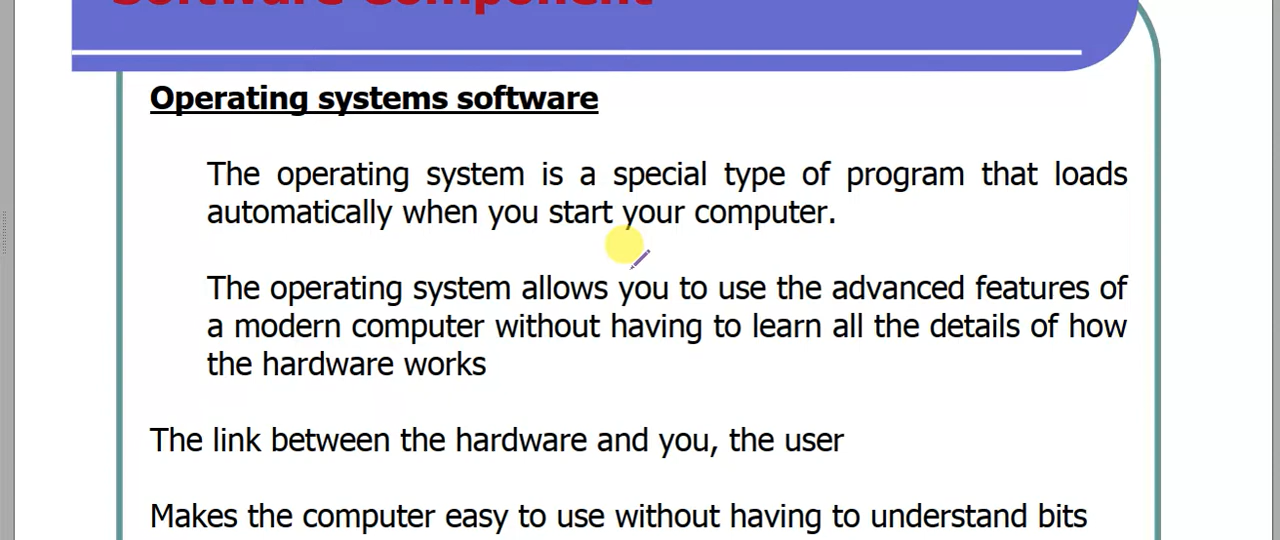 Software Component
Operating systems software
The operating system is a special type of program that loads
automatically when you start your computer.
The operating system allows you to use the advanced features of
a modern computer without having to learn all the details of how
the hardware works
The link between the hardware and you, the user
Makes the computer easy to use without having to understand bits